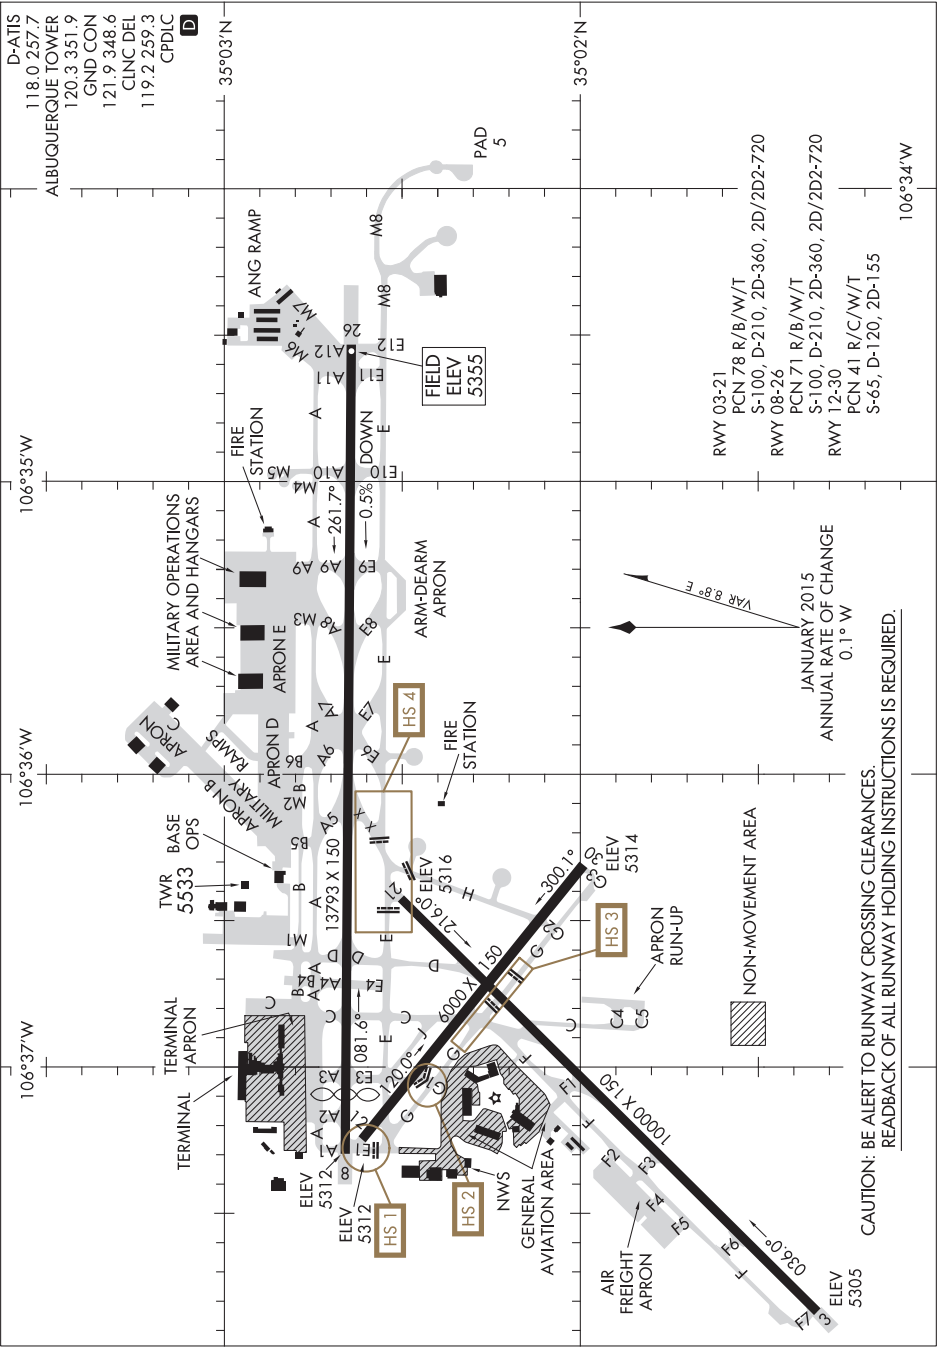 D-ATIS
118.0 257.7
ALBUQUERQUE TOWER
120.3 351.9
GND CON
121.9 348.6
CLNC DEL
119.2 259.3
CPDLC
D
35°03'N
35°02'N
106°34'W
106°35'W
106°36'W
106°37'W
PAD
5
M8
M8
ANG RAMP
M7
M6
26
A12
E12
A11
E11
FIELD
ELEV
5355
A
E
FIRE
STATION
M5
M4
A10
E10
A
261.7°
0.5% DOWN
MILITARY OPERATIONS
AREA AND HANGARS
A9
A9
E9
ARM-DEARM
APRON
M3
A8
E8
APRON E
E
A7
E7
A
HS 4
APRON C
APRON B
MILITARY RAMPS
APRON D
B6
A6
E6
FIRE
STATION
M2
B
A5
X X
B5
BASE
OPS
TWR
5533
B
A
13793 X 150
21
ELEV
5316
H
300.1°
30
ELEV
5314
G3
M1
E
216.0°
G2
G
HS 3
D
D
D
A
B4
A4
E4
B
A
C
C
C
C
081.6°
E
6000 X 150
APRON
RUN-UP
C4
C5
TERMINAL
APRON
TERMINAL
A3
E3
J
120.0°
G
G1
G
F
F1
F
10000 X 150
A2
A
A1
12
E1
8
ELEV
5312
ELEV
5312
HS 1
HS 2
NWS
GENERAL
AVIATION AREA
F2
F3
F4
F5
F6
F
AIR
FREIGHT
APRON
036.0°
F7
3
ELEV
5305
RWY 03-21
PCN 78 R/B/W/T
S-100, D-210, 2D-360, 2D/2D2-720
RWY 08-26
PCN 71 R/B/W/T
S-100, D-210, 2D-360, 2D/2D2-720
RWY 12-30
PCN 41 R/C/W/T
S-65, D-120, 2D-155
VAR 8.8° E
JANUARY 2015
ANNUAL RATE OF CHANGE
0.1° W
NON-MOVEMENT AREA
CAUTION: BE ALERT TO RUNWAY CROSSING CLEARANCES.
READBACK OF ALL RUNWAY HOLDING INSTRUCTIONS IS REQUIRED.